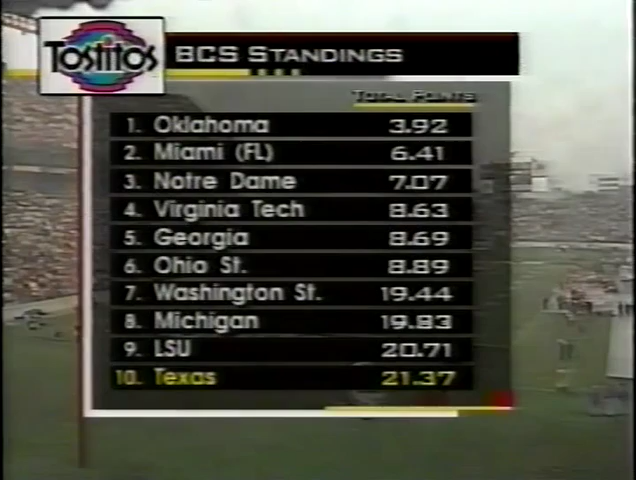 Tostitos
BCS STANDINGS
TOTAL POINTS
1. Oklahoma 3.92
2. Miami (FL) 6.41
3. Notre Dame 7.07
4. Virginia Tech 8.63
5. Georgia 8.69
6. Ohio St. 8.89
7. Washington St. 19.44
8. Michigan 19.83
9. LSU 20.71
10. Texas 21.37